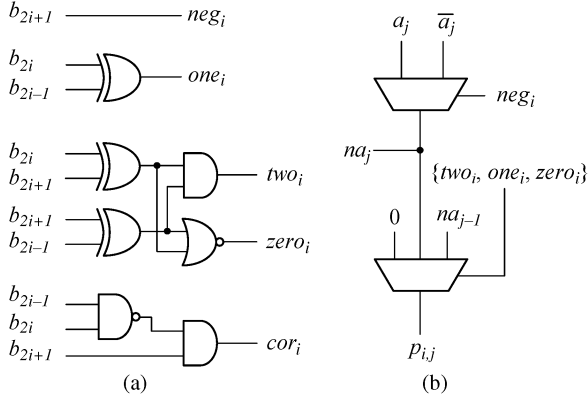 b2i+1 negi
b2i
b2i–1
onei
b2i
b2i+1
twoi
b2i+1
b2i–1
zeroi
b2i–1
b2i
b2i+1
cori
(a)
aj a̅j
negi
naj
{twoi, onei, zeroi}
0 naj–1
pi,j
(b)